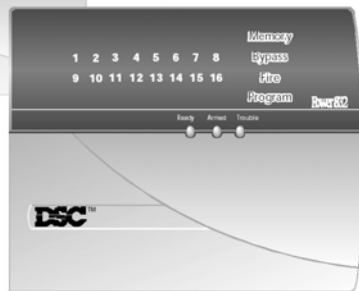 Memory
1 2 3 4 5 6 7 8 Bypass
9 10 11 12 13 14 15 16 Fire
Program
Power832
Ready Armed Trouble
DSC™